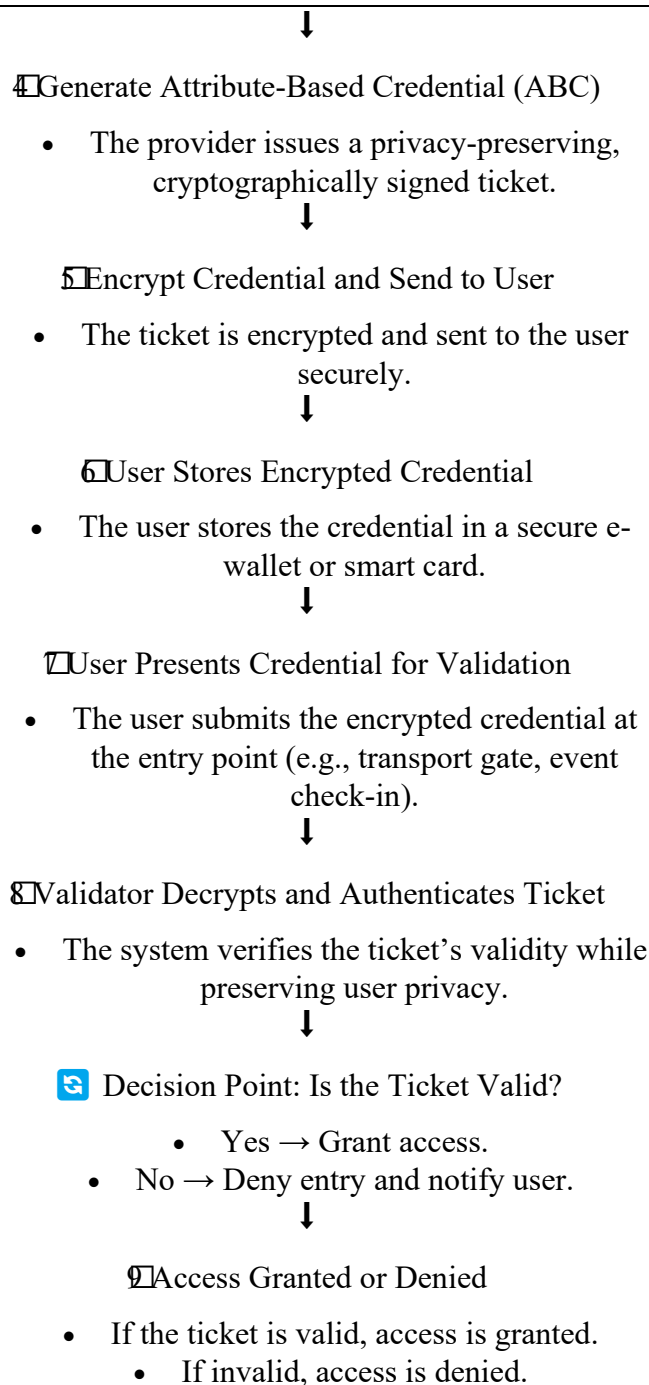 ⬇
4️⃣Generate Attribute-Based Credential (ABC)
• The provider issues a privacy-preserving,
cryptographically signed ticket.
⬇
5️⃣Encrypt Credential and Send to User
• The ticket is encrypted and sent to the user
securely.
⬇
6️⃣User Stores Encrypted Credential
• The user stores the credential in a secure e-
wallet or smart card.
⬇
7️⃣User Presents Credential for Validation
• The user submits the encrypted credential at
the entry point (e.g., transport gate, event
check-in).
⬇
8️⃣Validator Decrypts and Authenticates Ticket
• The system verifies the ticket’s validity while
preserving user privacy.
⬇
🔄 Decision Point: Is the Ticket Valid?
• Yes → Grant access.
• No → Deny entry and notify user.
⬇
9️⃣Access Granted or Denied
• If the ticket is valid, access is granted.
• If invalid, access is denied.